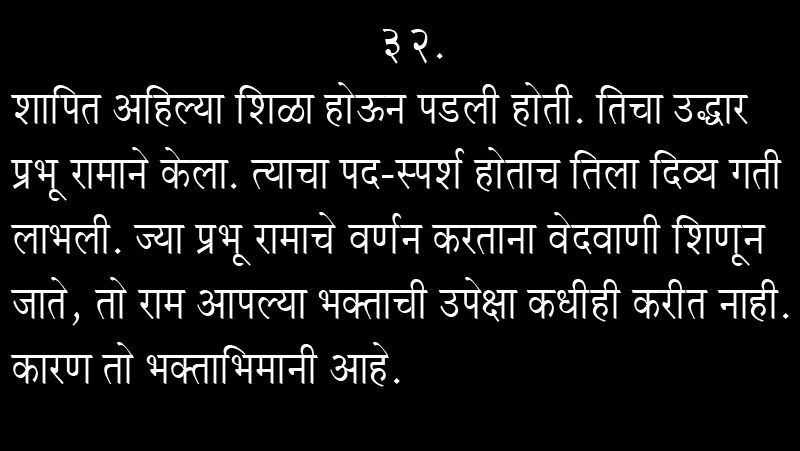 ३२.
शापित अहिल्या शिळा होऊन पडली होती. तिचा उद्धार
प्रभू रामाने केला. त्याचा पद-स्पर्श होताच तिला दिव्य गती
लाभली. ज्या प्रभू रामाचे वर्णन करताना वेदवाणी शिणून
जाते, तो राम आपल्या भक्ताची उपेक्षा कधीही करीत नाही.
कारण तो भक्ताभिमानी आहे.